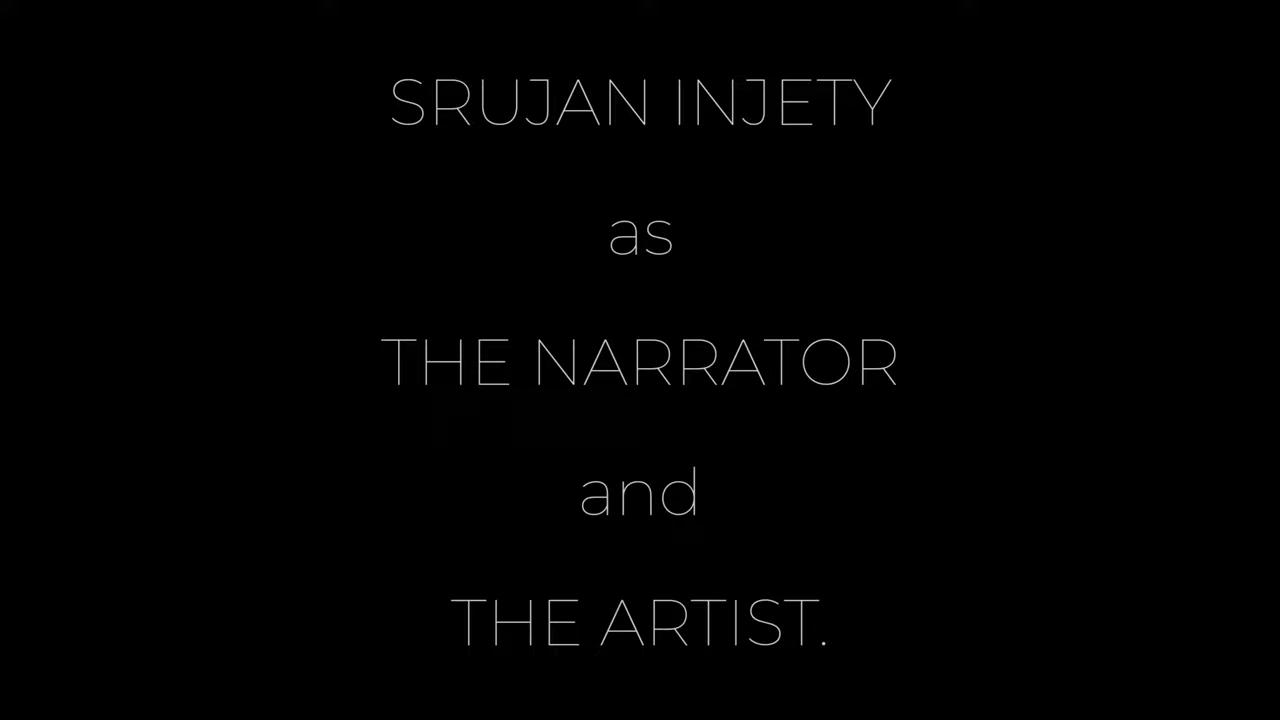 SRUJAN INJETY
as
THE NARRATOR
and
THE ARTIST.